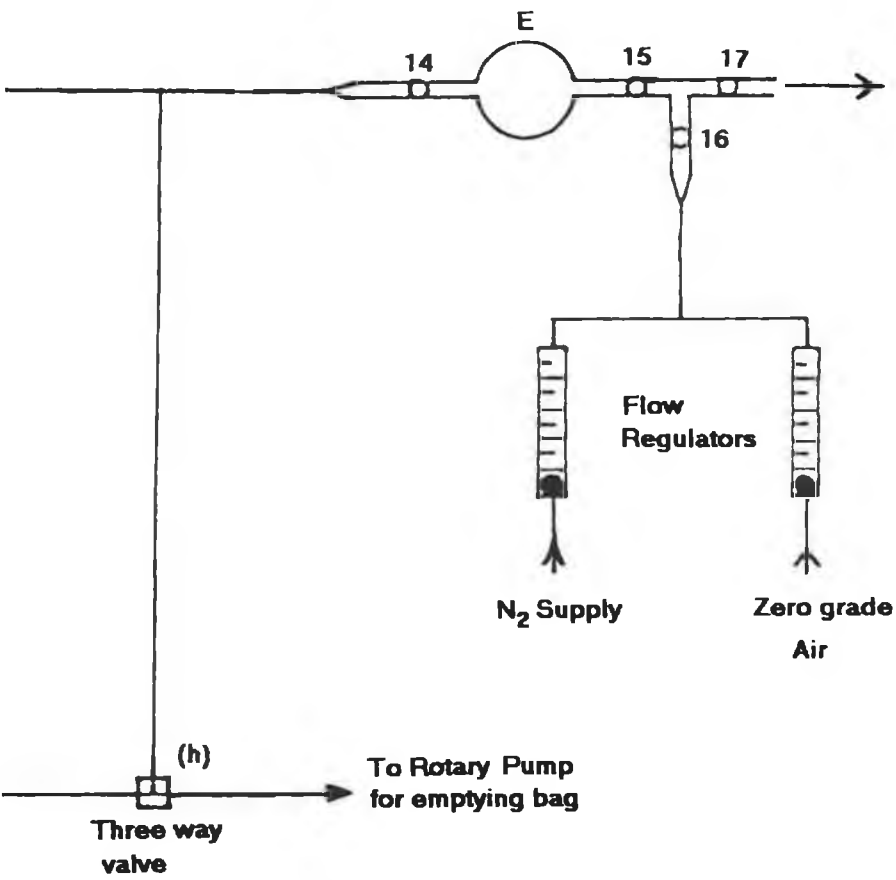 E
14
15
17
16
Flow
Regulators
N2 Supply
Zero grade
Air
(h)
To Rotary Pump
for emptying bag
Three way
valve